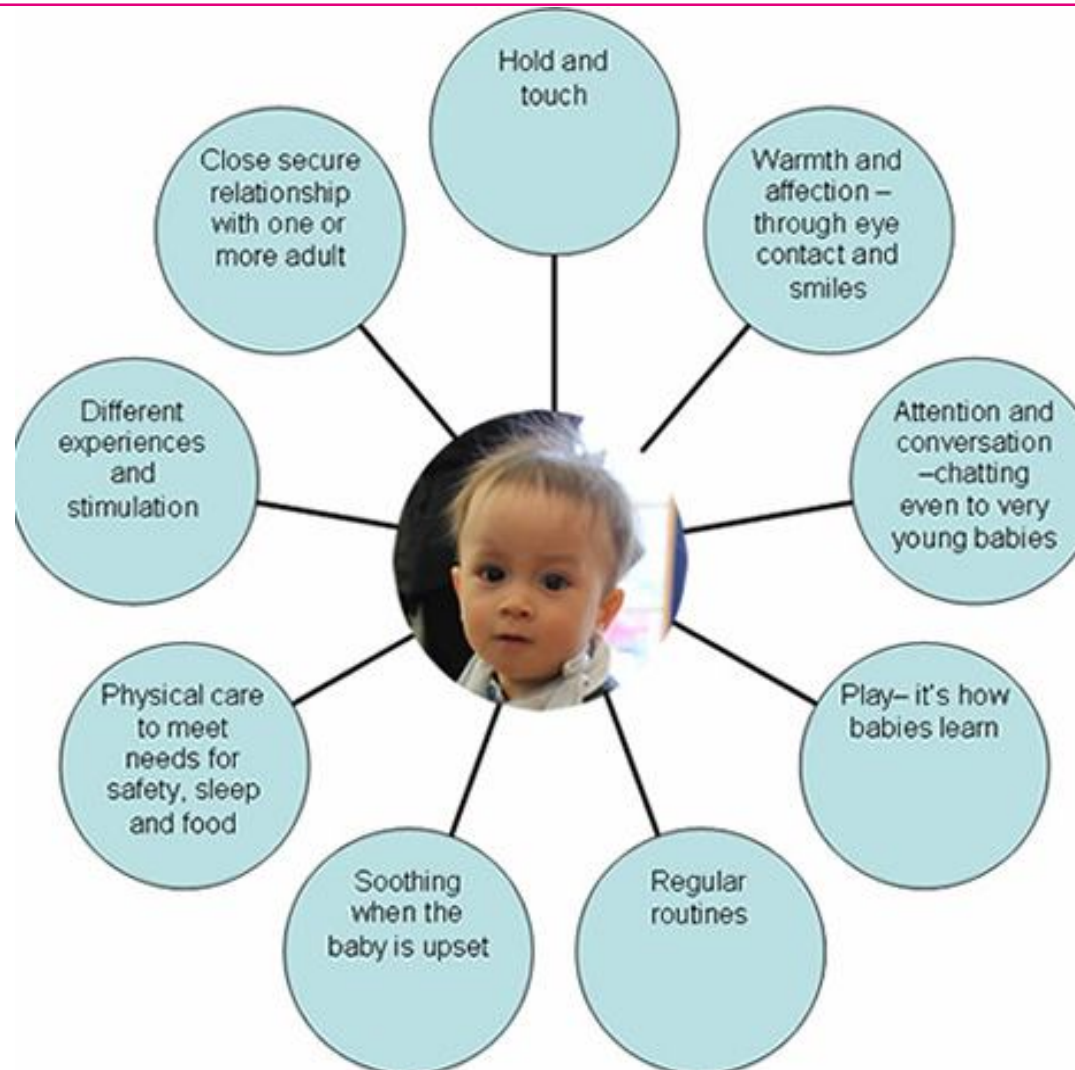 Hold and
touch
Warmth and
affection –
through eye
contact and
smiles
Attention and
conversation
–chatting
even to very
young babies
Play– it's how
babies learn
Regular
routines
Soothing
when the
baby is upset
Physical care
to meet
needs for
safety, sleep
and food
Different
experiences
and
stimulation
Close secure
relationship
with one or
more adult